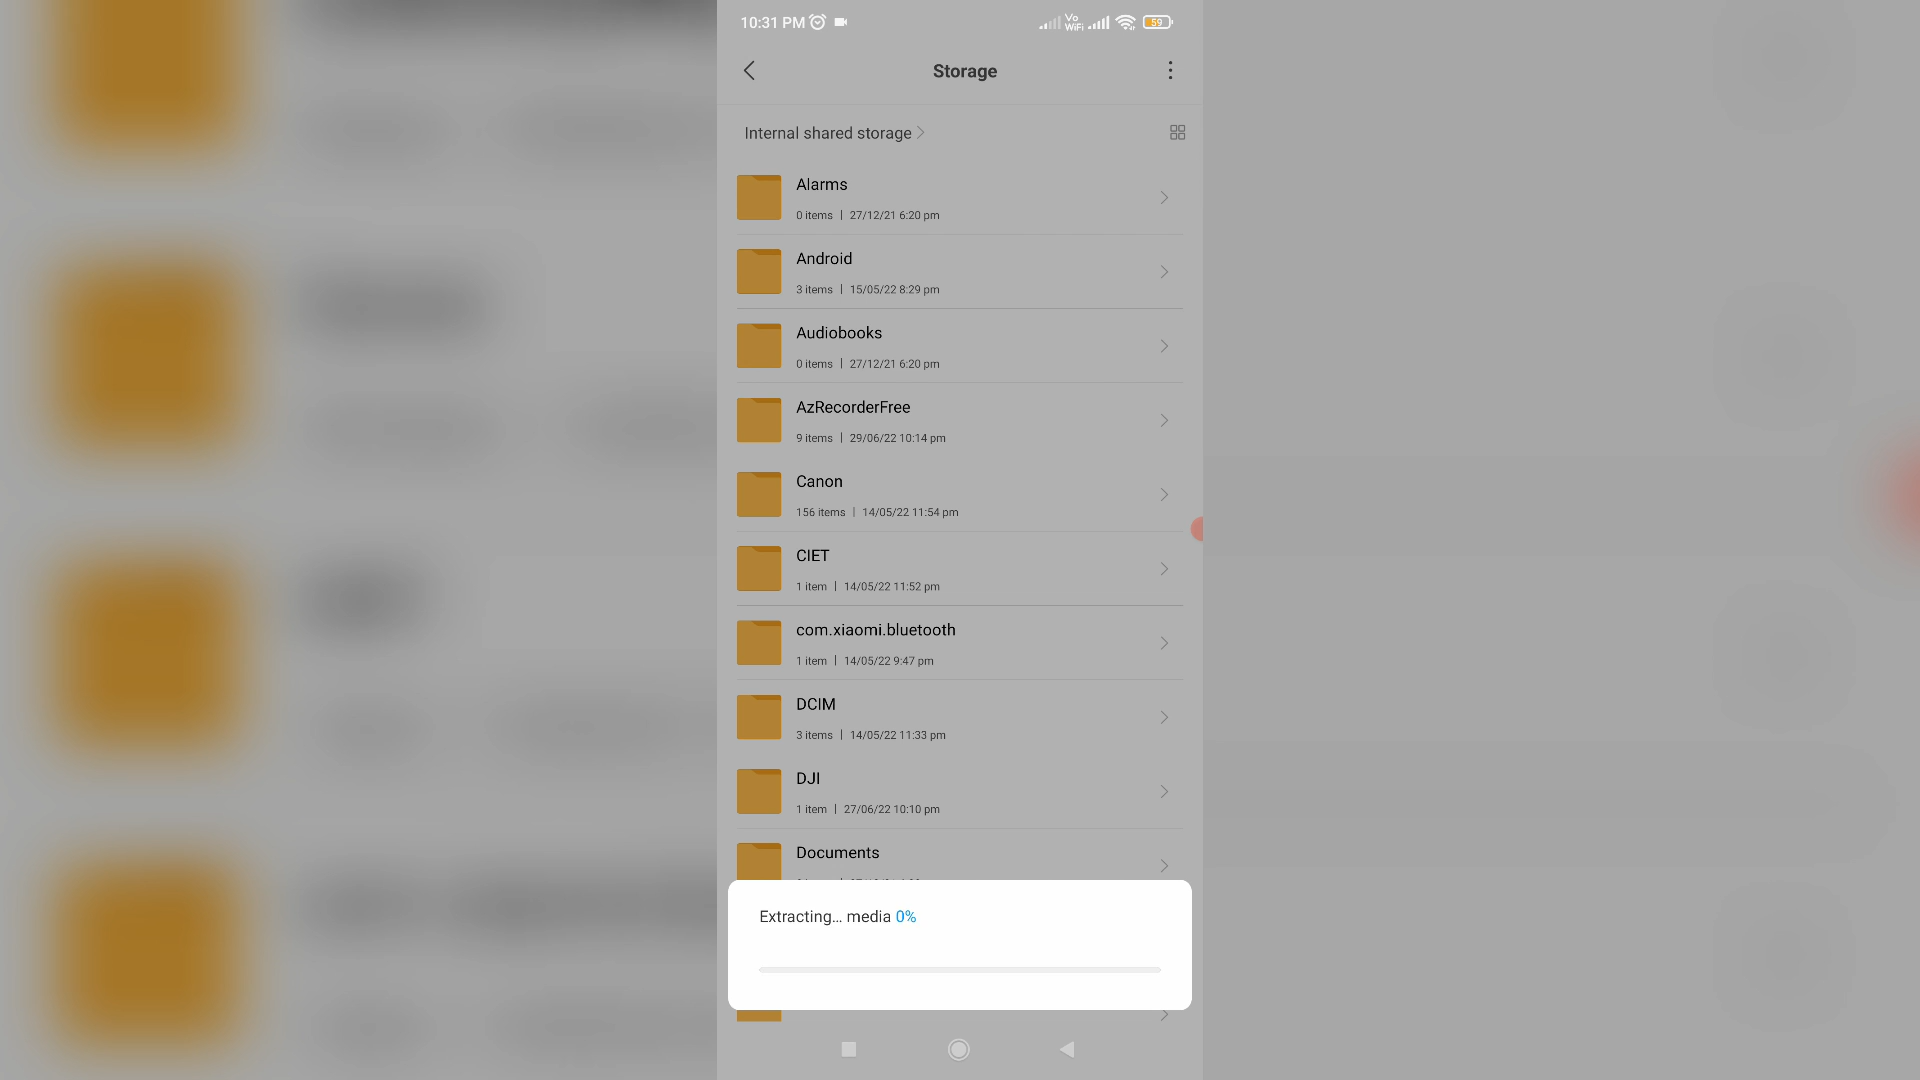 10:31 PM
Vo
WiFi
59
Storage
Internal shared storage
Alarms
0 items | 27/12/21 6:20 pm
Android
3 items | 15/05/22 8:29 pm
Audiobooks
0 items | 27/12/21 6:20 pm
AzRecorderFree
9 items | 29/06/22 10:14 pm
Canon
156 items | 14/05/22 11:54 pm
CIET
1 item | 14/05/22 11:52 pm
com.xiaomi.bluetooth
1 item | 14/05/22 9:47 pm
DCIM
3 items | 14/05/22 11:33 pm
DJI
1 item | 27/06/22 10:10 pm
Documents
Extracting... media 0%